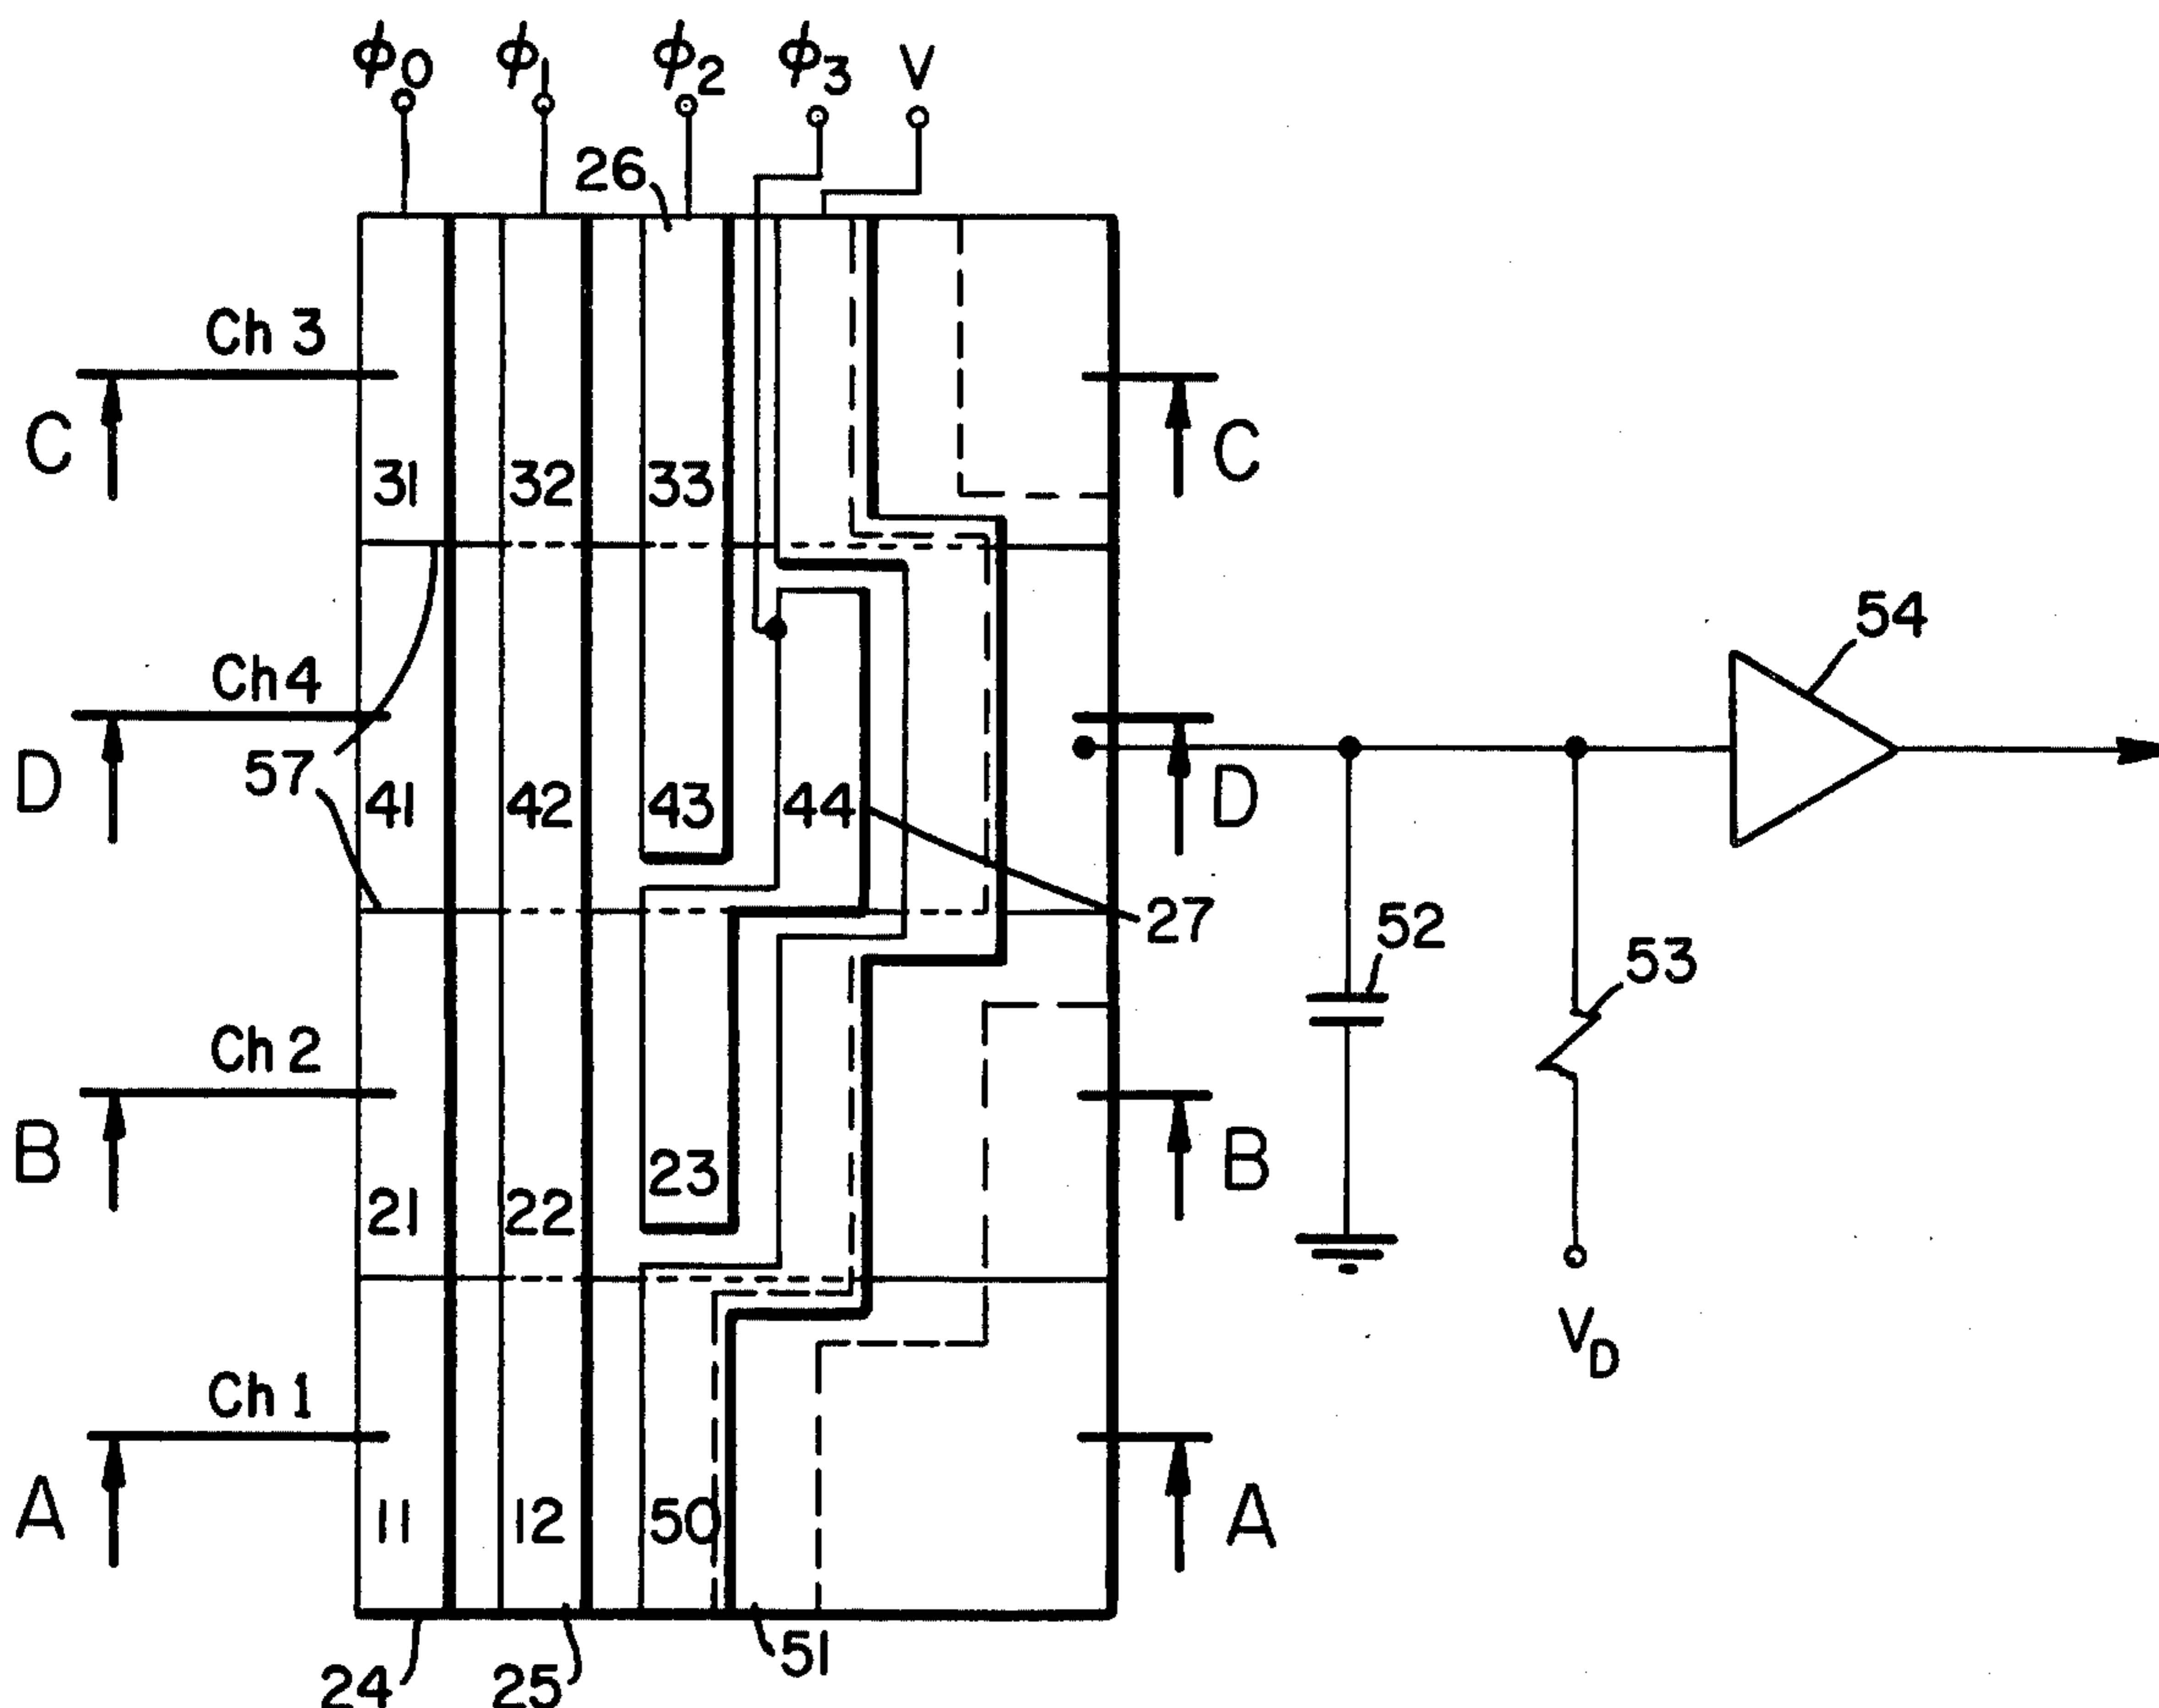 ϕ0 ϕ1 ϕ2 ϕ3 V
26
Ch 3
C C
31 32 33
54
Ch4
57
D D
41 42 43 44
27
52
53
Ch 2
B B
23
21 22
VD
Ch 1
A A
11 12 50
51
24 25